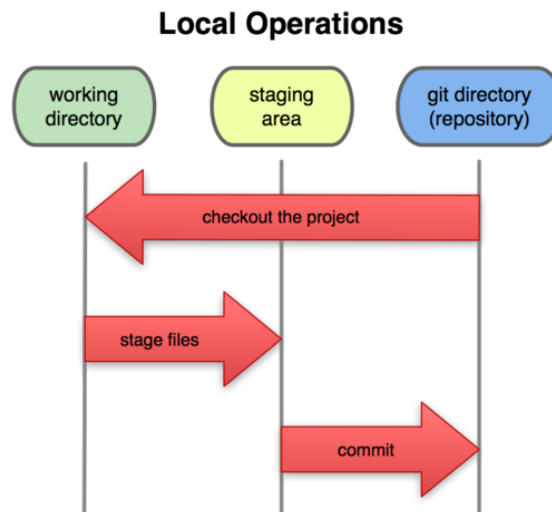 Local Operations
working
directory
staging
area
git directory
(repository)
checkout the project
stage files
commit